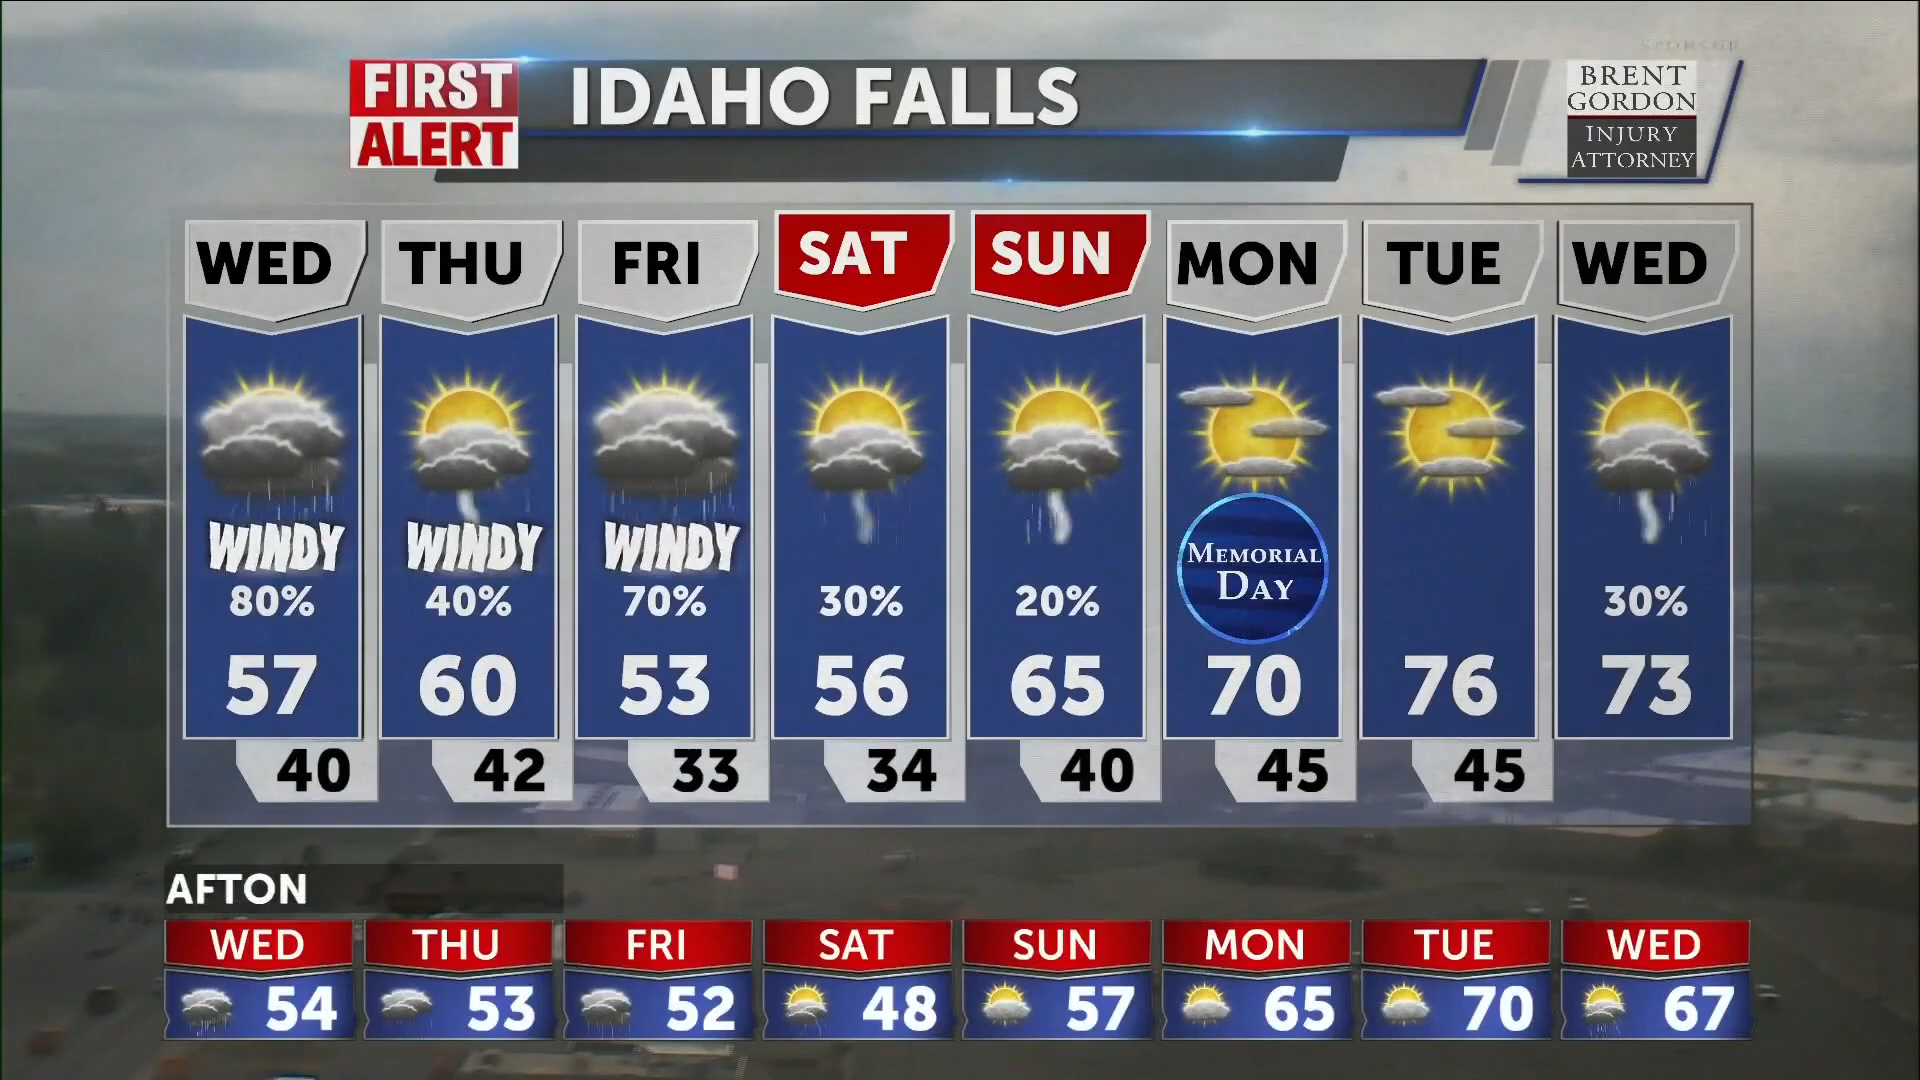 SPONSOR
FIRST
ALERT
IDAHO FALLS
BRENT
GORDON
INJURY
ATTORNEY
WED THU FRI SAT SUN MON TUE WED
WINDY WINDY WINDY
MEMORIAL
DAY
80% 40% 70% 30% 20% 30%
57 60 53 56 65 70 76 73
40 42 33 34 40 45 45
AFTON
WED THU FRI SAT SUN MON TUE WED
54 53 52 48 57 65 70 67